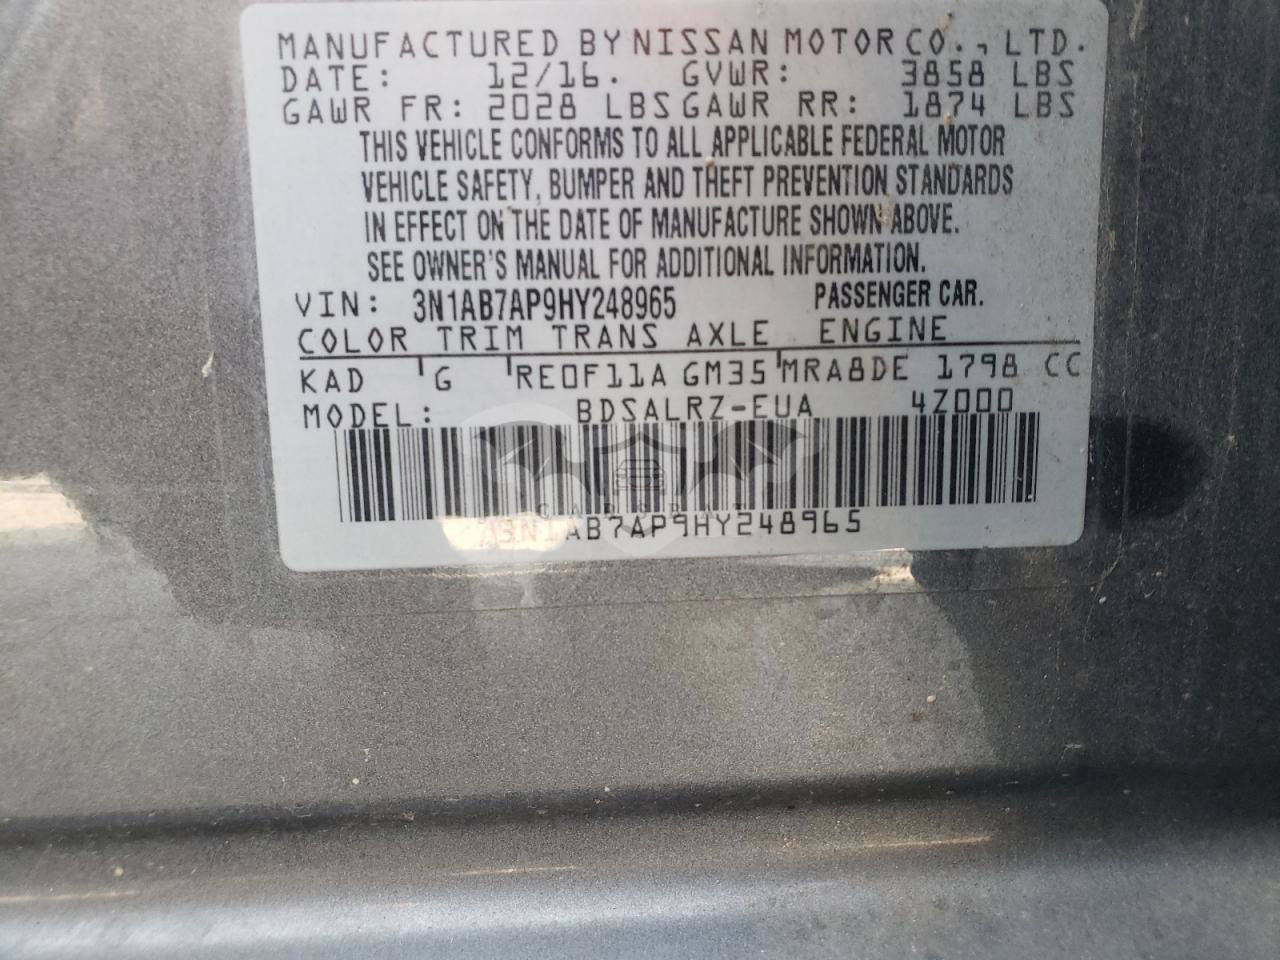 MANUFACTURED BY NISSAN MOTOR CO., LTD.
DATE: 12/16. GVWR: 3858 LBS
GAWR FR: 2028 LBS GAWR RR: 1874 LBS
THIS VEHICLE CONFORMS TO ALL APPLICABLE FEDERAL MOTOR
VEHICLE SAFETY, BUMPER AND THEFT PREVENTION STANDARDS
IN EFFECT ON THE DATE OF MANUFACTURE SHOWN ABOVE.
SEE OWNER'S MANUAL FOR ADDITIONAL INFORMATION.
VIN: 3N1AB7AP9HY248965 PASSENGER CAR.
COLOR TRIM TRANS AXLE ENGINE
KAD G RE0F11A GM35 MRA8DE 1798 CC
MODEL: BDSALRZ-EUA 4Z000
3N1AB7AP9HY248965